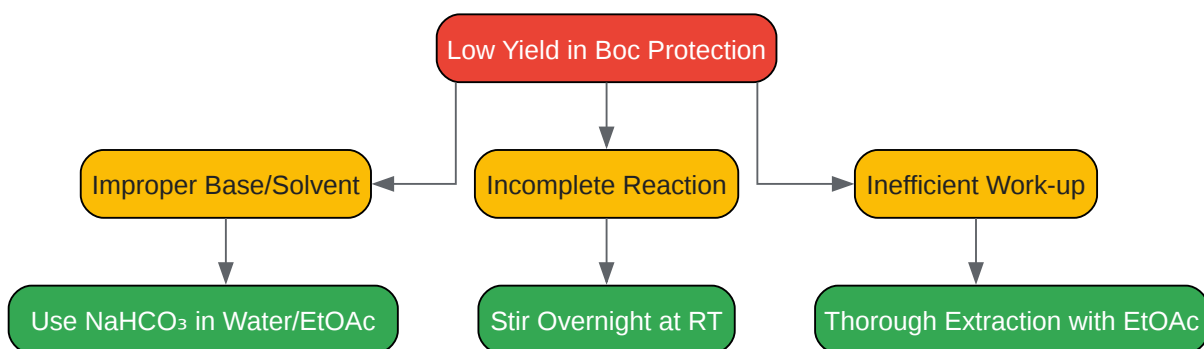 Low Yield in Boc Protection
Improper Base/Solvent
Incomplete Reaction
Inefficient Work-up
Use NaHCO₃ in Water/EtOAc
Stir Overnight at RT
Thorough Extraction with EtOAc